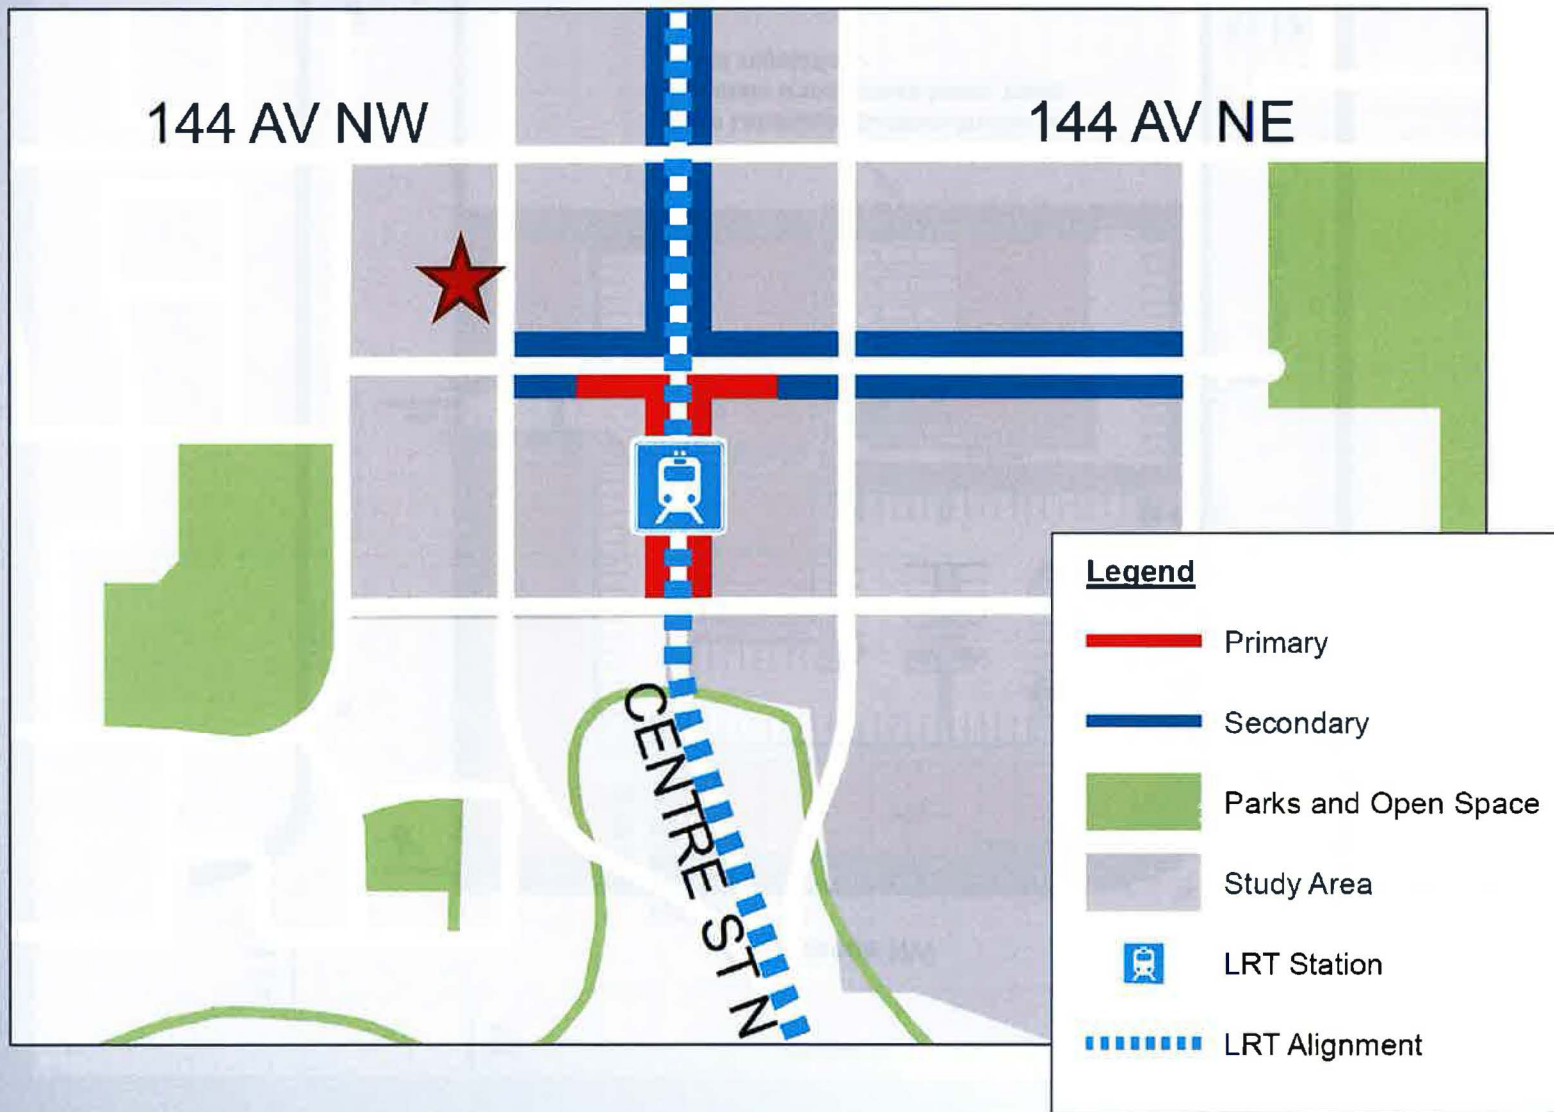 144 AV NW
144 AV NE
CENTRE ST N
Legend
Primary
Secondary
Parks and Open Space
Study Area
LRT Station
LRT Alignment